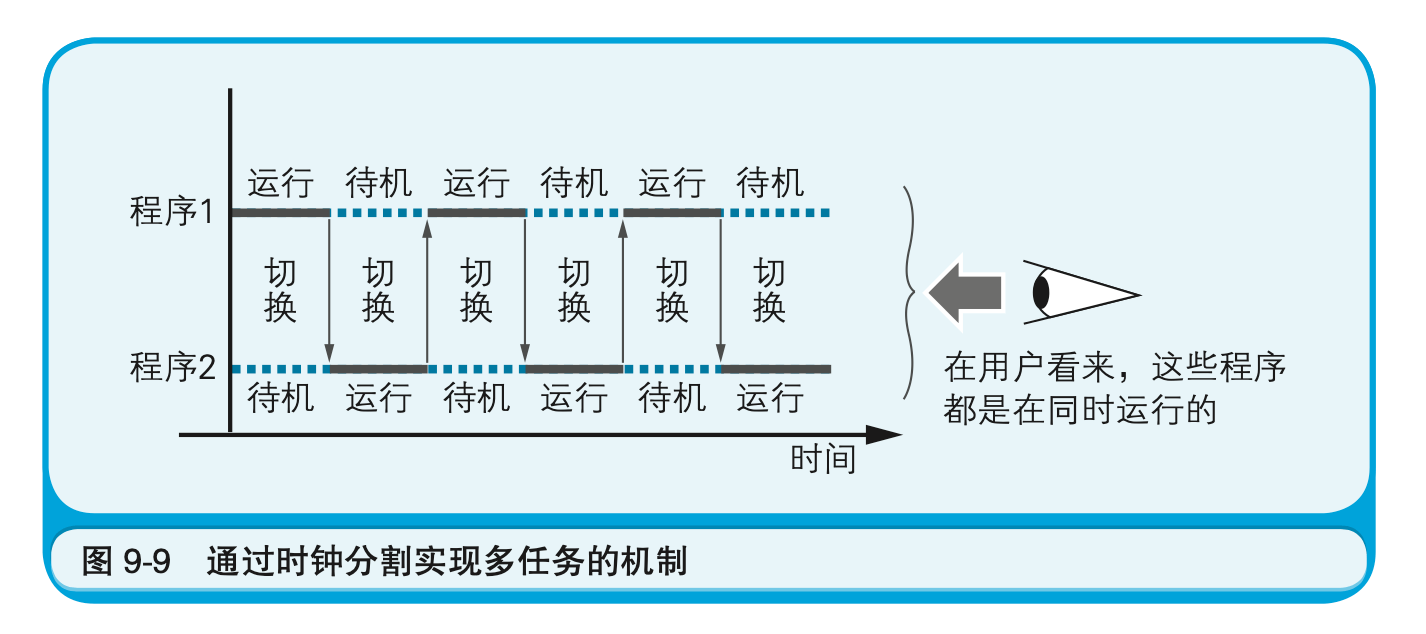 运行 待机 运行 待机 运行 待机
程序1
切换 切换 切换 切换 切换 切换
程序2
待机 运行 待机 运行 待机 运行
时间
在用户看来，这些程序
都是在同时运行的
图 9-9 通过时钟分割实现多任务的机制